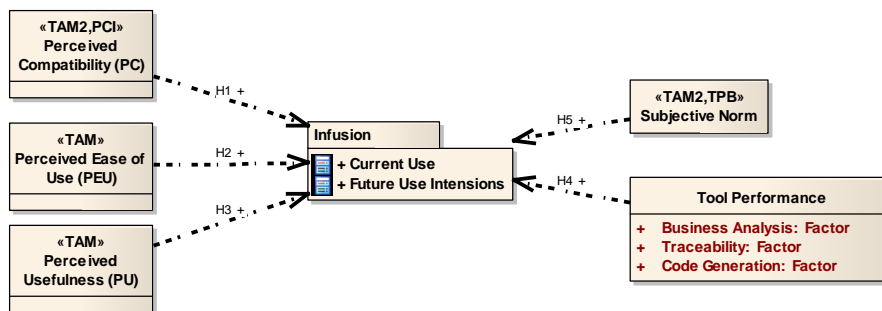 «TAM2,PCI»
Perceived
Compatibility (PC)
H1 +
«TAM»
Perceived Ease of
Use (PEU)
H2 +
«TAM»
Perceived
Usefulness (PU)
H3 +
Infusion
+ Current Use
+ Future Use Intensions
H5 +
«TAM2,TPB»
Subjective Norm
H4 +
Tool Performance
+ Business Analysis: Factor
+ Traceability: Factor
+ Code Generation: Factor